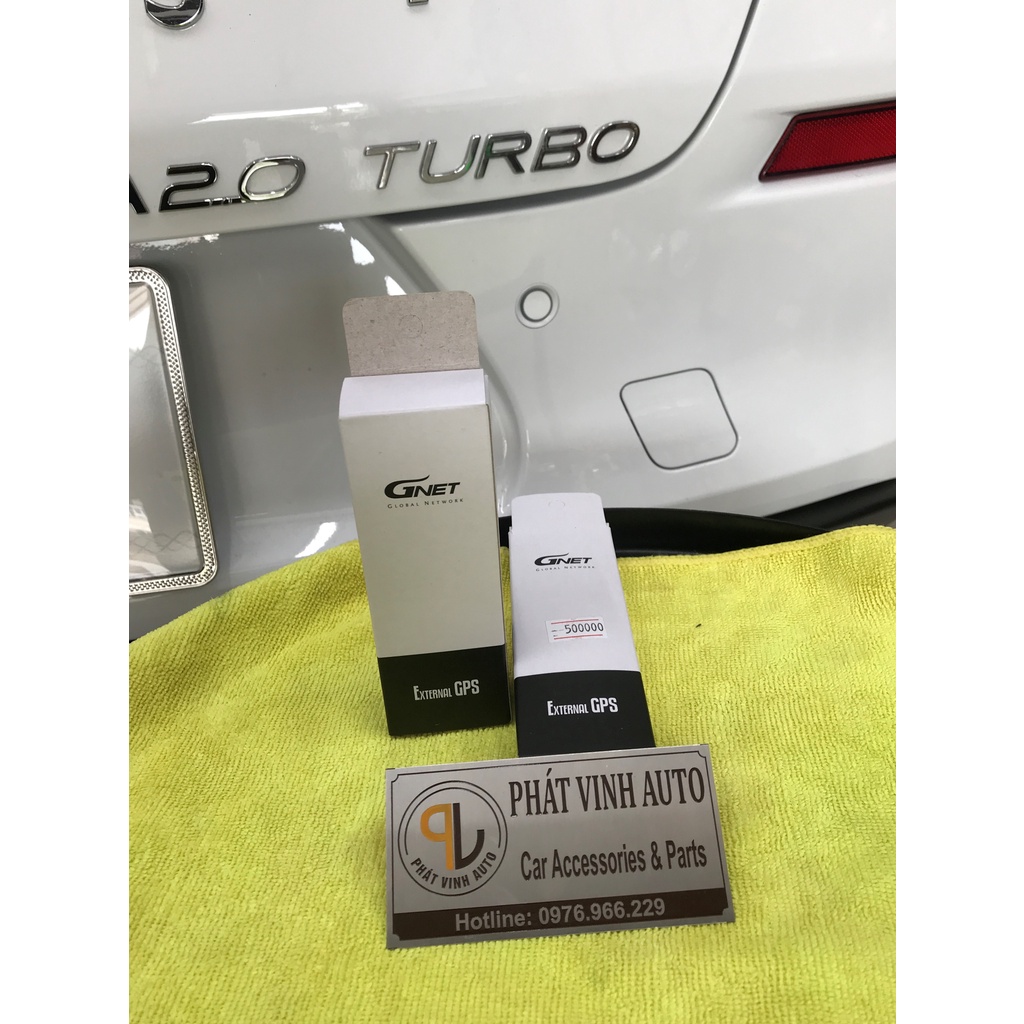 A2.0 TURBO
GNET
GLOBAL NETWORK
EXTERNAL GPS
GNET
GLOBAL NETWORK
500000
EXTERNAL GPS
PHÁT VINH AUTO
Car Accessories & Parts
PHÁT VINH AUTO
Hotline: 0976.966.229